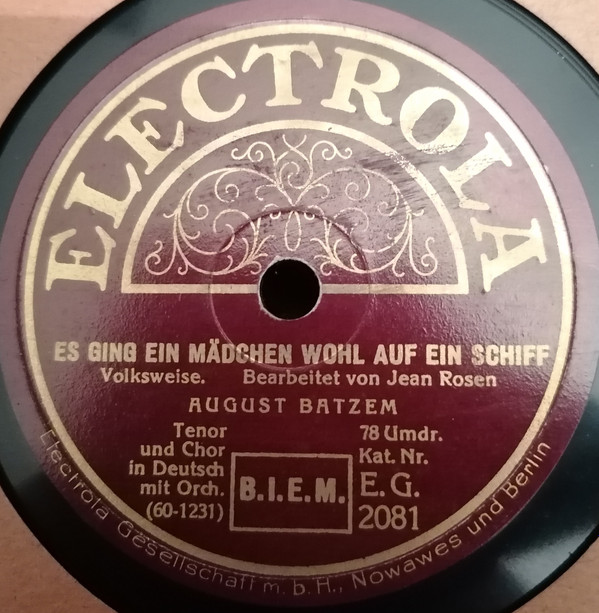 ELECTROLA
ES GING EIN MÄDCHEN WOHL AUF EIN SCHIFF
Volksweise. Bearbeitet von Jean Rosen
AUGUST BATZEM
Tenor
und Chor
in Deutsch
mit Orch.
(60-1231)
B.I.E.M.
78 Umdr.
Kat. Nr.
E.G.
2081
Electrola Gesellschaft m.b.H., Nowawes und Berlin